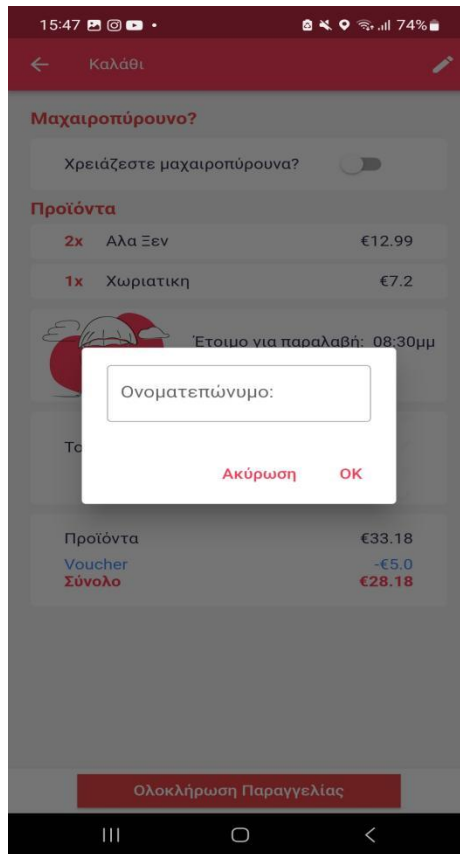 15:47 74%
Καλάθι
Μαχαιροπύρουνο?
Χρειάζεστε μαχαιροπύρουνα?
Προϊόντα
2x Αλα Ξεν €12.99
1x Χωριατικη €7.2
Έτοιμο για παραλαβή: 08:30μμ
Ονοματεπώνυμο:
Ακύρωση OK
Προϊόντα €33.18
Voucher -€5.0
Σύνολο €28.18
Ολοκλήρωση Παραγγελίας